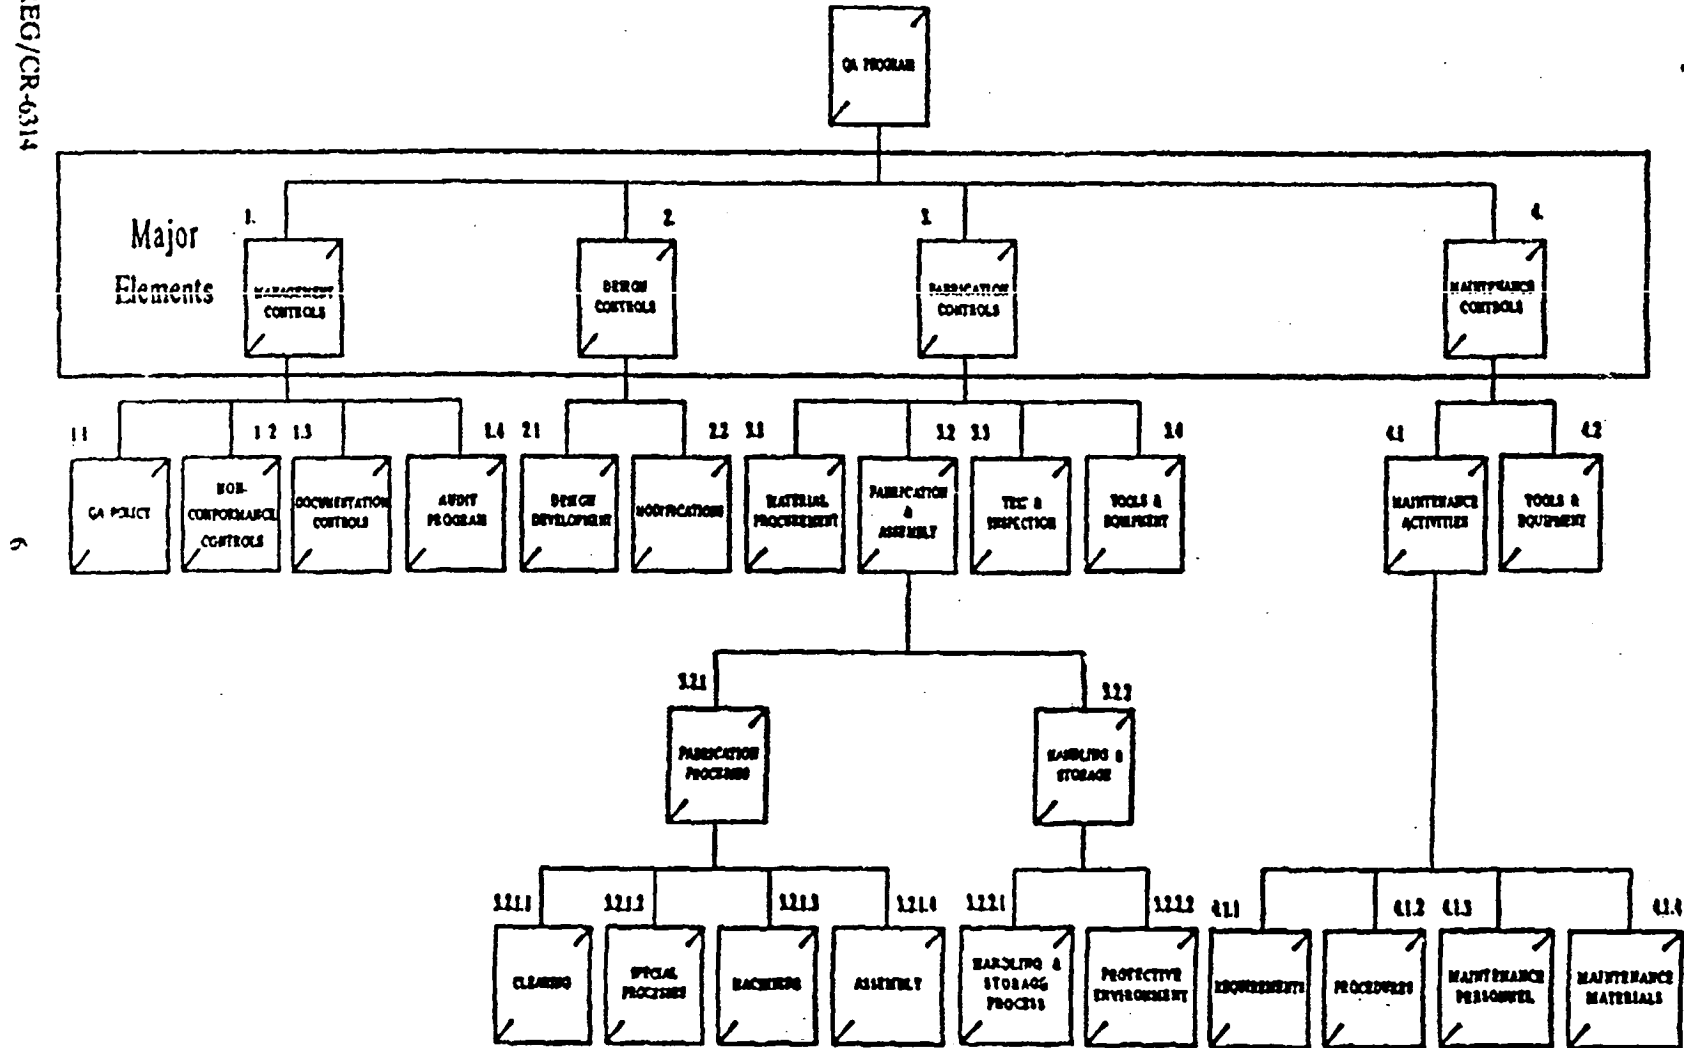 EG/CR-6314
6
QA PROGRAM
Major
Elements
1.
MANAGEMENT
CONTROLS
2.
DESIGN
CONTROLS
3.
FABRICATION
CONTROLS
4.
MAINTENANCE
CONTROLS
1.1
QA POLICY
1.2
NON-
CONFORMANCE
CONTROLS
1.3
DOCUMENTATION
CONTROLS
1.4
AUDIT
PROGRAM
2.1
DESIGN
DEVELOPMENT
2.2
MODIFICATIONS
3.1
MATERIAL
PROCUREMENT
3.2
FABRICATION
&
ASSEMBLY
3.3
TEST &
INSPECTION
3.4
TOOLS &
EQUIPMENT
4.1
MAINTENANCE
ACTIVITIES
4.2
TOOLS &
EQUIPMENT
3.2.1
FABRICATION
PROCESSES
3.2.2
HANDLING &
STORAGE
3.2.1.1
CLEANING
3.2.1.2
SPECIAL
PROCESSES
3.2.1.3
3.2.1.4
ASSEMBLY
3.2.2.1
HANDLING &
STORAGE
PROCESS
3.2.2.2
PROTECTIVE
ENVIRONMENT
4.1.1
REQUIREMENTS
4.1.2
PROCEDURES
4.1.3
MAINTENANCE
PERSONNEL
4.1.4
MAINTENANCE
MATERIALS